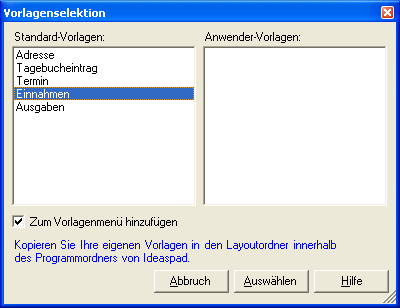 Vorlagenselektion
Standard-Vorlagen: Anwender-Vorlagen:
Adresse
Tagebucheintrag
Termin
Einnahmen
Ausgaben
Zum Vorlagenmenü hinzufügen
Kopieren Sie Ihre eigenen Vorlagen in den Layoutordner innerhalb
des Programmordners von Ideaspad.
Abbruch Auswählen Hilfe